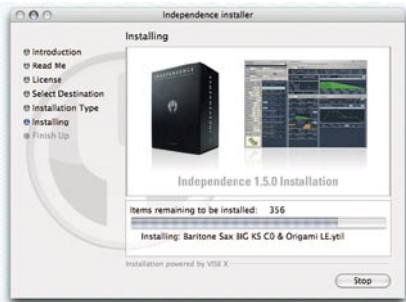 Independence installer
Installing
Introduction
Read Me
License
Select Destination
Installation Type
Installing
Finish Up
INDEPENDENCE
Independence 1.5.0 Installation
Items remaining to be installed: 356
Installing: Baritone Sax BIG KS C0 & Origami LE.ytil
Installation powered by VISE X
Stop